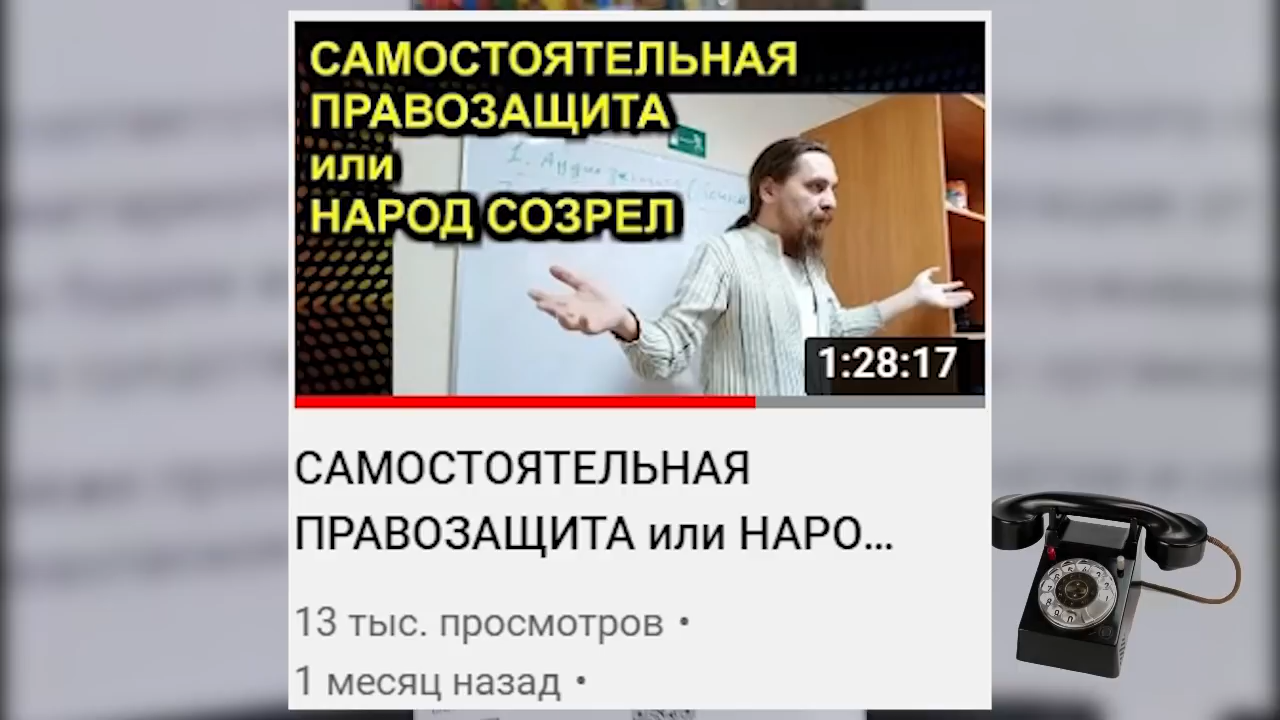 САМОСТОЯТЕЛЬНАЯ
ПРАВОЗАЩИТА
или
НАРОД СОЗРЕЛ
1:28:17
САМОСТОЯТЕЛЬНАЯ
ПРАВОЗАЩИТА или НАРО...
13 тыс. просмотров •
1 месяц назад •